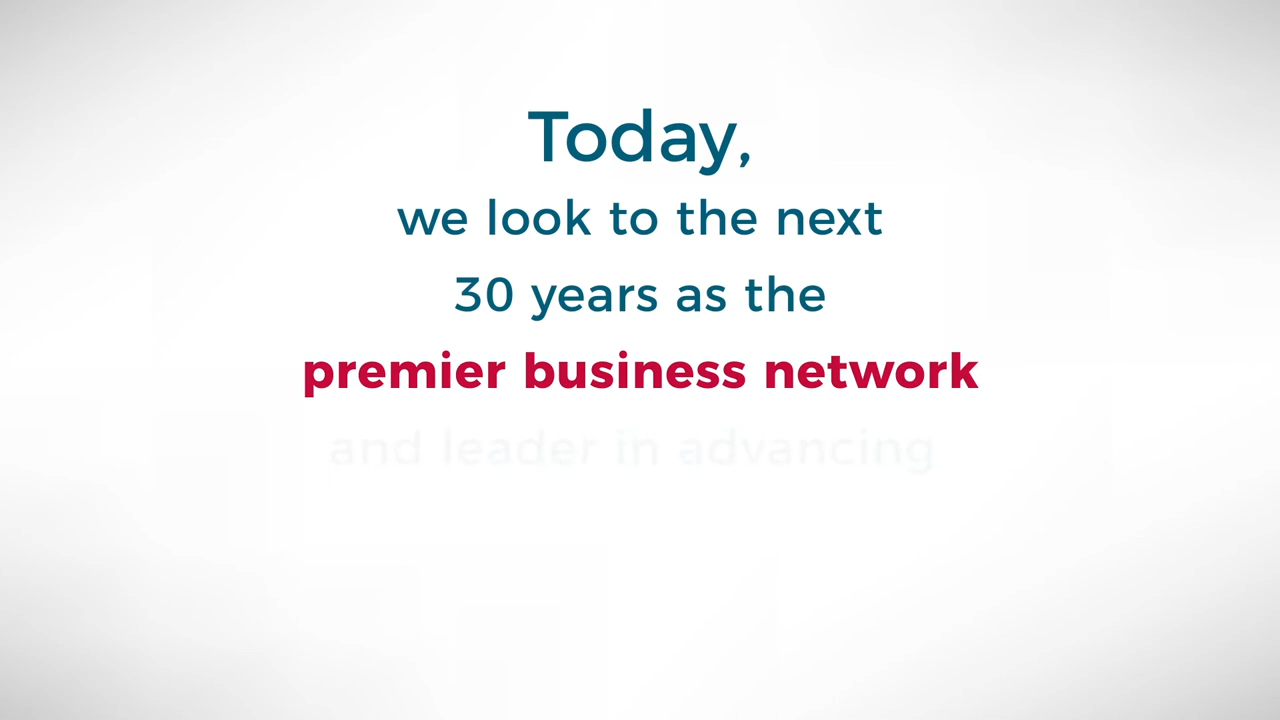 Today,
we look to the next
30 years as the
premier business network
and leader in advancing